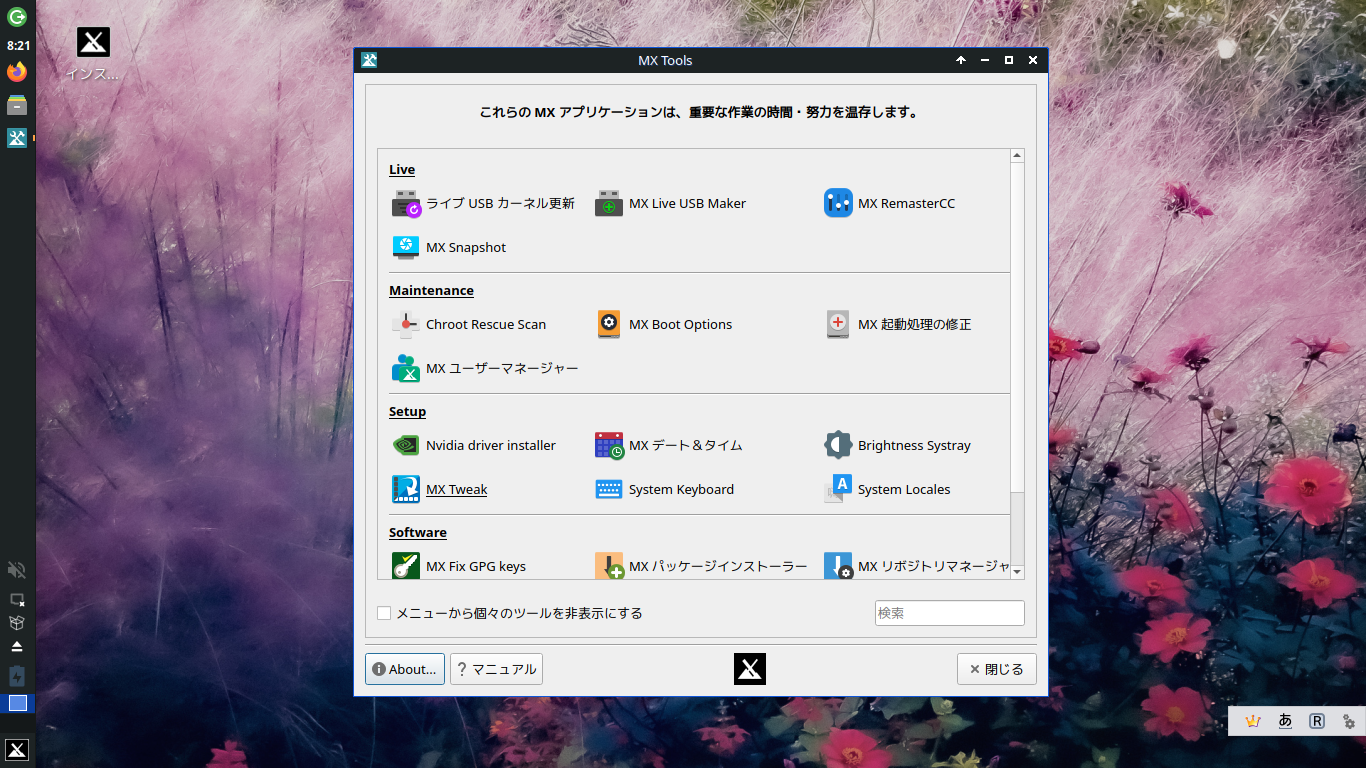 8:21
インス...
MX Tools
これらの MX アプリケーションは、重要な作業の時間・努力を温存します。
Live
ライブ USB カーネル更新
MX Live USB Maker
MX RemasterCC
MX Snapshot
Maintenance
Chroot Rescue Scan
MX Boot Options
MX 起動処理の修正
MX ユーザーマネージャー
Setup
Nvidia driver installer
MX デート＆タイム
Brightness Systray
MX Tweak
System Keyboard
System Locales
Software
MX Fix GPG keys
MX パッケージインストーラー
MX リポジトリマネージャ
メニューから個々のツールを非表示にする
検索
About...
? マニュアル
閉じる
あ
R
A